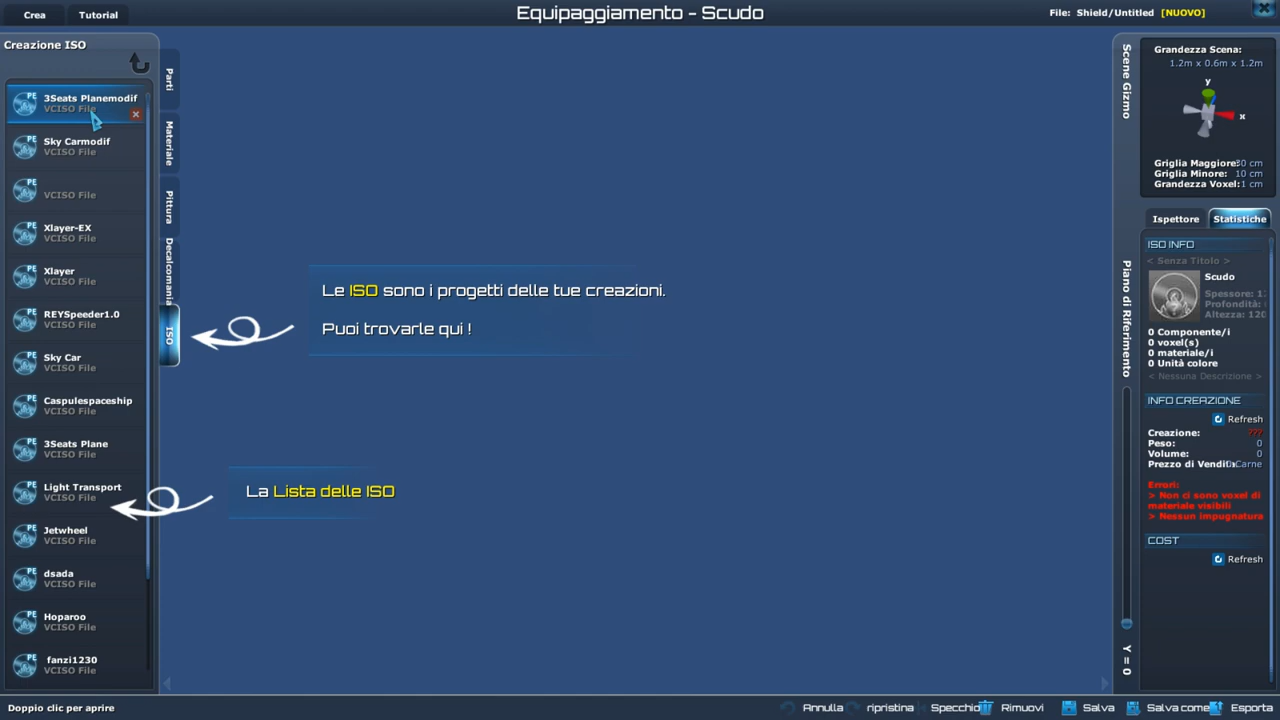 Crea
Tutorial
Equipaggiamento - Scudo
File: Shield/Untitled [NUOVO]
Creazione ISO
3Seats Planemodif
VCISO File
Sky Carmodif
VCISO File
VCISO File
Xlayer-EX
VCISO File
Xlayer
VCISO File
REYSpeeder1.0
VCISO File
Sky Car
VCISO File
Caspulespaceship
VCISO File
3Seats Plane
VCISO File
Light Transport
VCISO File
Jetwheel
VCISO File
dsada
VCISO File
Hoparoo
VCISO File
fanzi1230
VCISO File
Parti
Materiale
Pittura
Decalcomania
ISO
Le ISO sono i progetti delle tue creazioni.
Puoi trovarle qui !
La Lista delle ISO
Scene Gizmo
Piano di Riferimento
Y = 0
Grandezza Scena:
1.2m x 0.6m x 1.2m
y
x
Griglia Maggiore: 30 cm
Griglia Minore: 10 cm
Grandezza Voxel: 1 cm
Ispettore
Statistiche
ISO INFO
< Senza Titolo >
Scudo
Spessore:
Profondità:
Altezza: 120
0 Componente/i
0 voxel(s)
0 materiale/i
0 Unità colore
< Nessuna Descrizione >
INFO CREAZIONE
Refresh
Creazione: ???
Peso: 0
Volume: 0
Prezzo di Vendit Carne
Errori:
> Non ci sono voxel di
materiale visibili
> Nessun impugnatura
COST
Refresh
Doppio clic per aprire
Annulla
ripristina
Specchio
Rimuovi
Salva
Salva come
Esporta